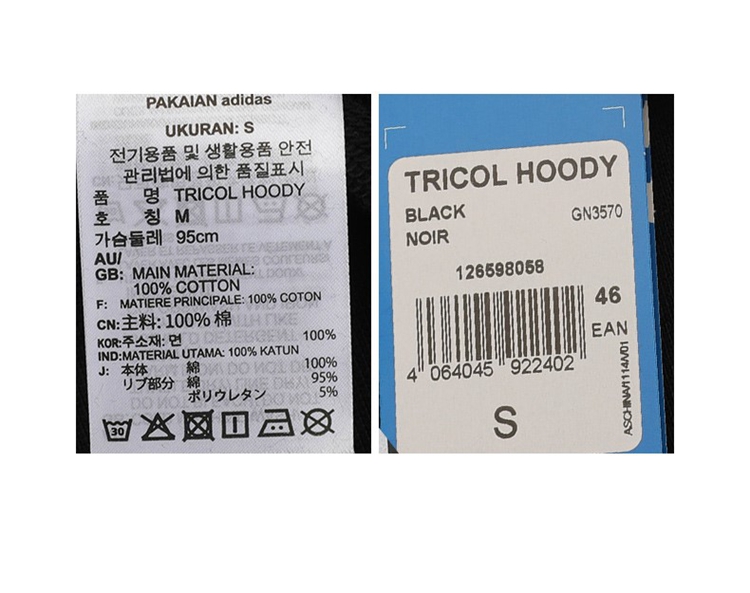 PAKAIAN adidas
UKURAN: S
전기용품 및 생활용품 안전
관리법에 의한 품질표시
품 명 TRICOL HOODY
호 칭 M
가슴둘레 95cm
AU/
GB: MAIN MATERIAL:
100% COTTON
F: MATIERE PRINCIPALE: 100% COTON
CN:主料: 100% 棉
KOR:주소재: 면 100%
IND:MATERIAL UTAMA: 100% KATUN
J: 本体 綿 100%
リブ部分 綿 95%
ポリウレタン 5%
30
TRICOL HOODY
BLACK GN3570
NOIR
126598058
46
EAN
4 064045 922402
S
ASCHINA/1114/V01